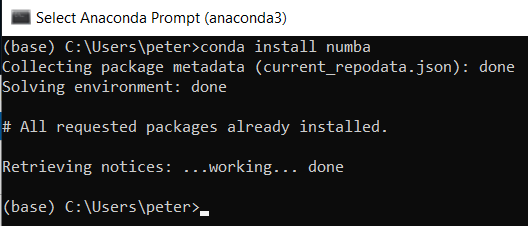 Select Anaconda Prompt (anaconda3)
(base) C:\Users\peter>conda install numba
Collecting package metadata (current_repodata.json): done
Solving environment: done
# All requested packages already installed.
Retrieving notices: ...working... done
(base) C:\Users\peter>